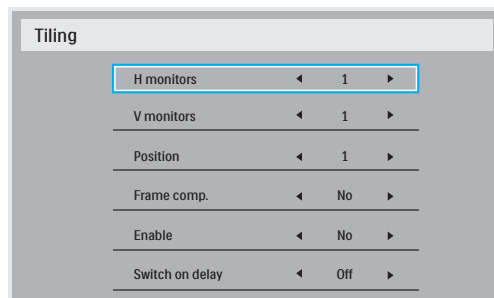 Tiling
H monitors 1
V monitors 1
Position 1
Frame comp. No
Enable No
Switch on delay Off